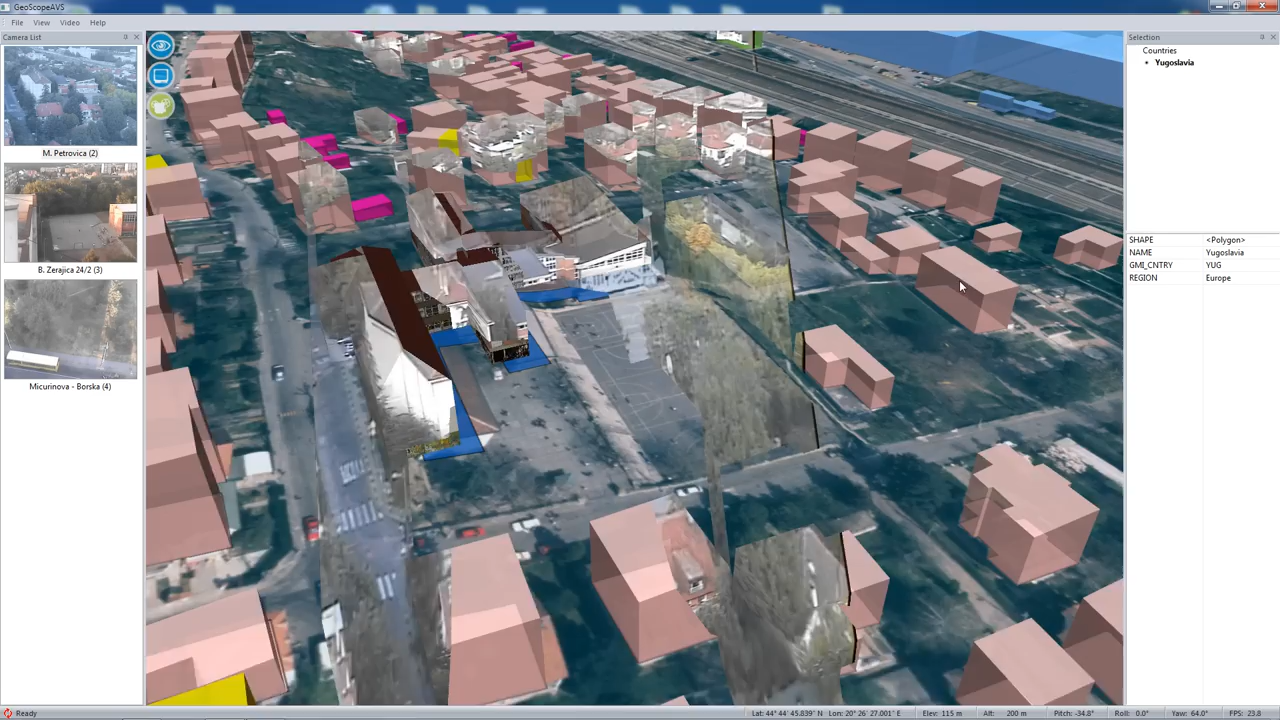 GeoScopeAVS
File View Video Help
Camera List
M. Petrovica (2)
B. Zerajica 24/2 (3)
Micurinova - Borska (4)
Selection
Countries
Yugoslavia
SHAPE <Polygon>
NAME Yugoslavia
GMI_CNTRY YUG
REGION Europe
Ready
Lat: 44° 44' 45.839" N Lon: 20° 26' 27.001" E Elev: 115 m Alt: 200 m Pitch: -34.8° Roll: 0.0° Yaw: 64.0° FPS: 23.8